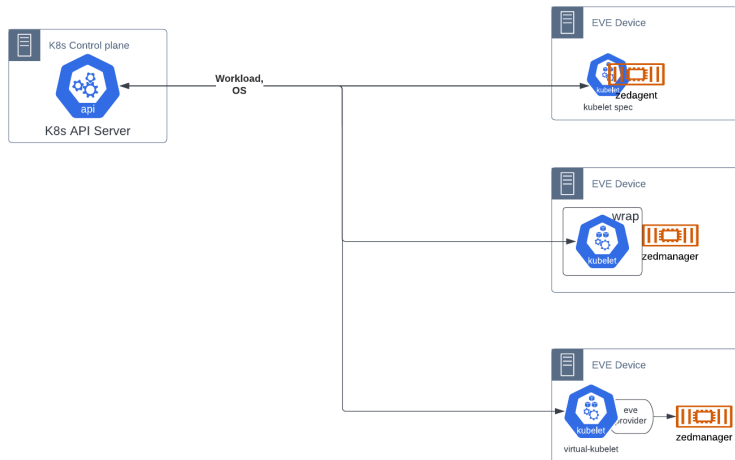 K8s Control plane
api
K8s API Server
Workload,
OS
EVE Device
kubelet
zedagent
kubelet spec
EVE Device
wrap
kubelet
zedmanager
EVE Device
eve
provider
kubelet
zedmanager
virtual-kubelet